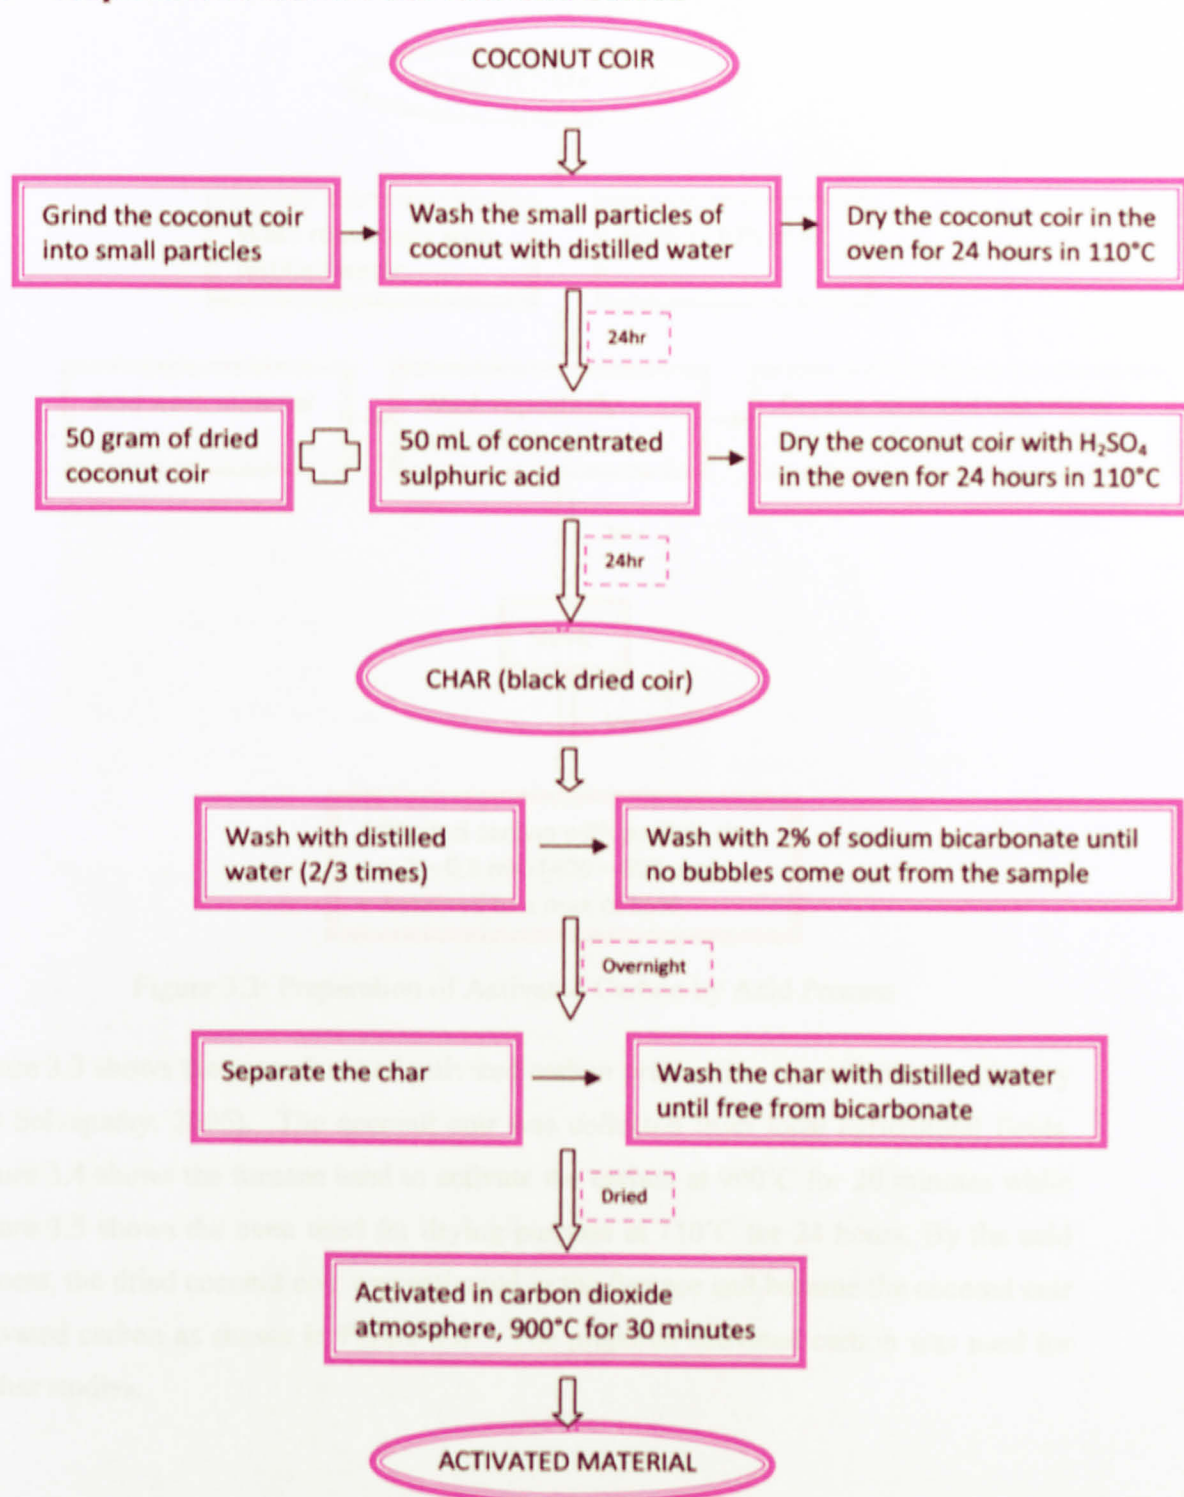 COCONUT COIR
Grind the coconut coir
into small particles
Wash the small particles of
coconut with distilled water
Dry the coconut coir in the
oven for 24 hours in 110°C
24hr
50 gram of dried
coconut coir
50 mL of concentrated
sulphuric acid
Dry the coconut coir with H₂SO₄
in the oven for 24 hours in 110°C
24hr
CHAR (black dried coir)
Wash with distilled
water (2/3 times)
Wash with 2% of sodium bicarbonate until
no bubbles come out from the sample
Overnight
Separate the char
Wash the char with distilled water
until free from bicarbonate
Dried
Activated in carbon dioxide
atmosphere, 900°C for 30 minutes
ACTIVATED MATERIAL